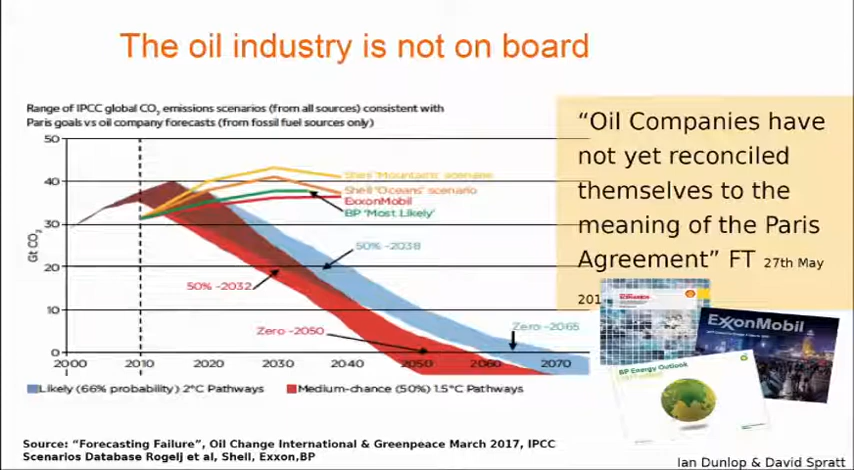 The oil industry is not on board
Range of IPCC global CO₂ emissions scenarios (from all sources) consistent with
Paris goals vs oil company forecasts (from fossil fuel sources only)
“Oil Companies have
not yet reconciled
themselves to the
meaning of the Paris
Agreement” FT 27th May
201
Gt CO₂
50
40
30
20
10
0
Shell 'Mountains' scenario
Shell 'Oceans' scenario
ExxonMobil
BP 'Most Likely'
50% -2038
50% -2032
Zero -2050
Zero -2065
2000 2010 2020 2030 2040 2050 2060 2070
Likely (66% probability) 2°C Pathways Medium-chance (50%) 1.5°C Pathways
ExxonMobil
BP Energy Outlook
Source: “Forecasting Failure”, Oil Change International & Greenpeace March 2017, IPCC
Scenarios Database Rogelj et al, Shell, Exxon,BP
Ian Dunlop & David Spratt